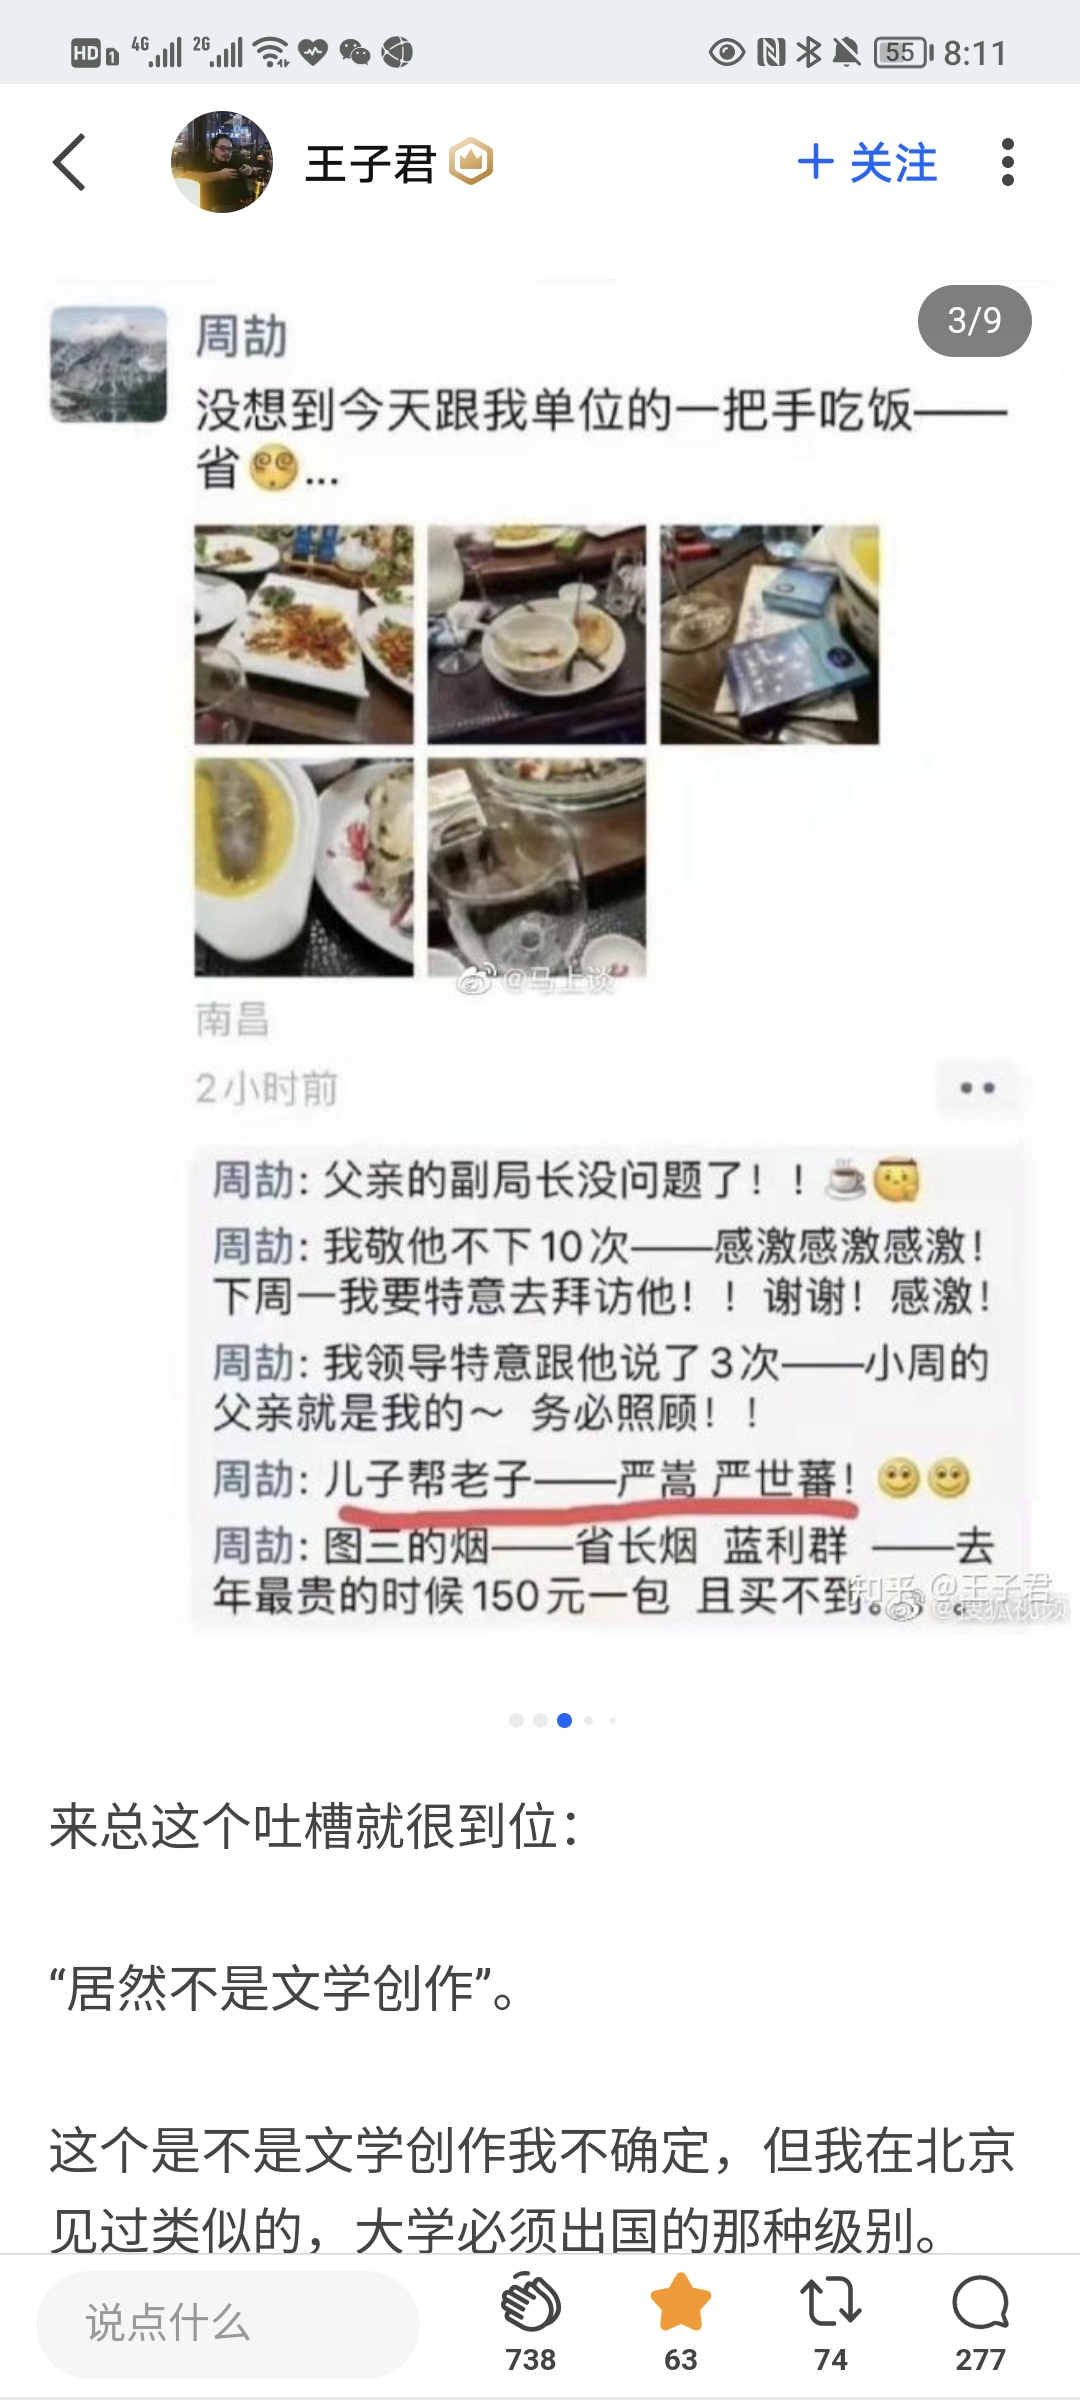 HD 1 4G 2G 55 8:11
王子君 + 关注
3/9
周劼
没想到今天跟我单位的一把手吃饭——
省...
@马上谈
南昌
2小时前
周劼: 父亲的副局长没问题了！！
周劼: 我敬他不下10次——感激感激感激！
下周一我要特意去拜访他！！谢谢！感激！
周劼: 我领导特意跟他说了3次——小周的
父亲就是我的～ 务必照顾！！
周劼: 儿子帮老子——严嵩 严世蕃！
周劼: 图三的烟——省长烟 蓝利群 ——去
年最贵的时候150元一包 且买不到。
知乎 @王子君
@搜狐视频
来总这个吐槽就很到位：
“居然不是文学创作”。
这个是不是文学创作我不确定，但我在北京
见过类似的，大学必须出国的那种级别。
说点什么
738 63 74 277